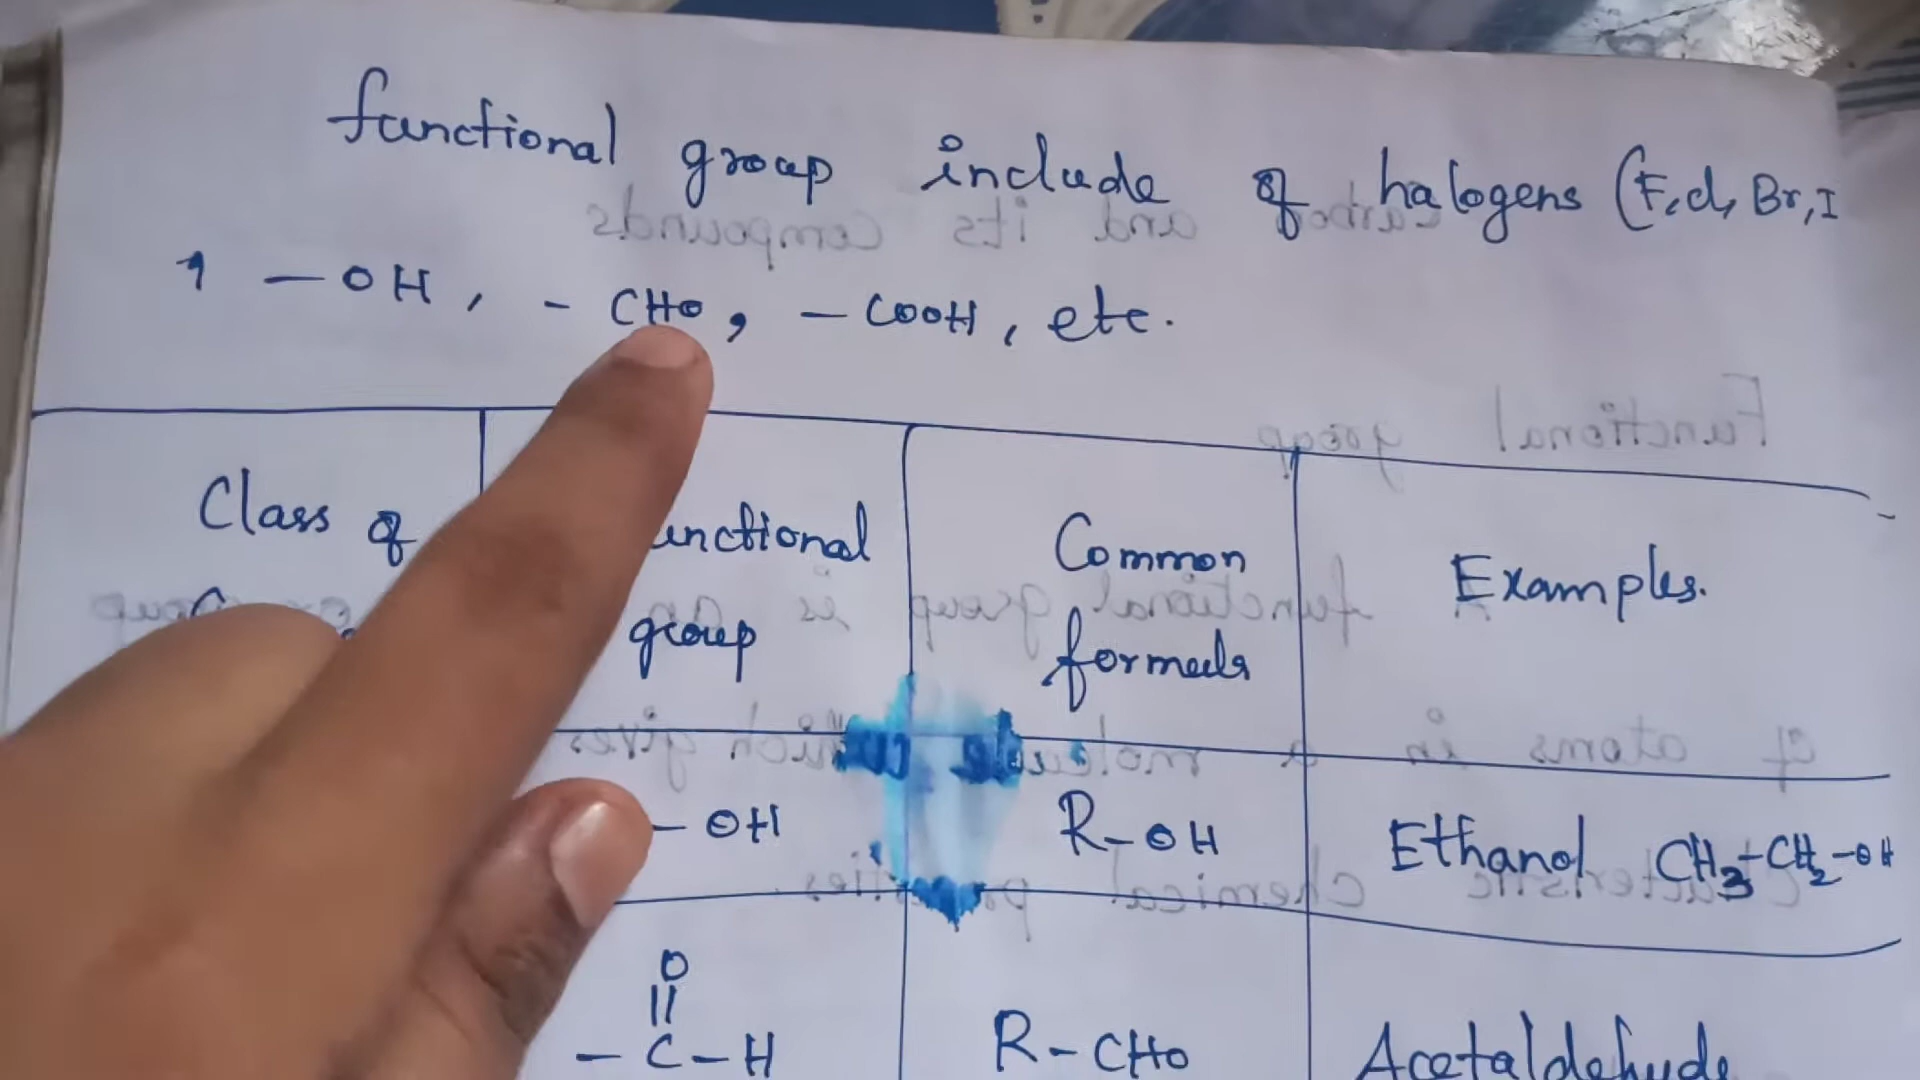 functional group include of halogens (F, Cl, Br, I
, - OH, - CHO, - COOH, etc.
Class of
unctional
group
Common
formula
Examples.
- OH
R-OH
Ethanol CH3-CH2-OH
O
||
- C - H
R - CHO
Acetaldehyde